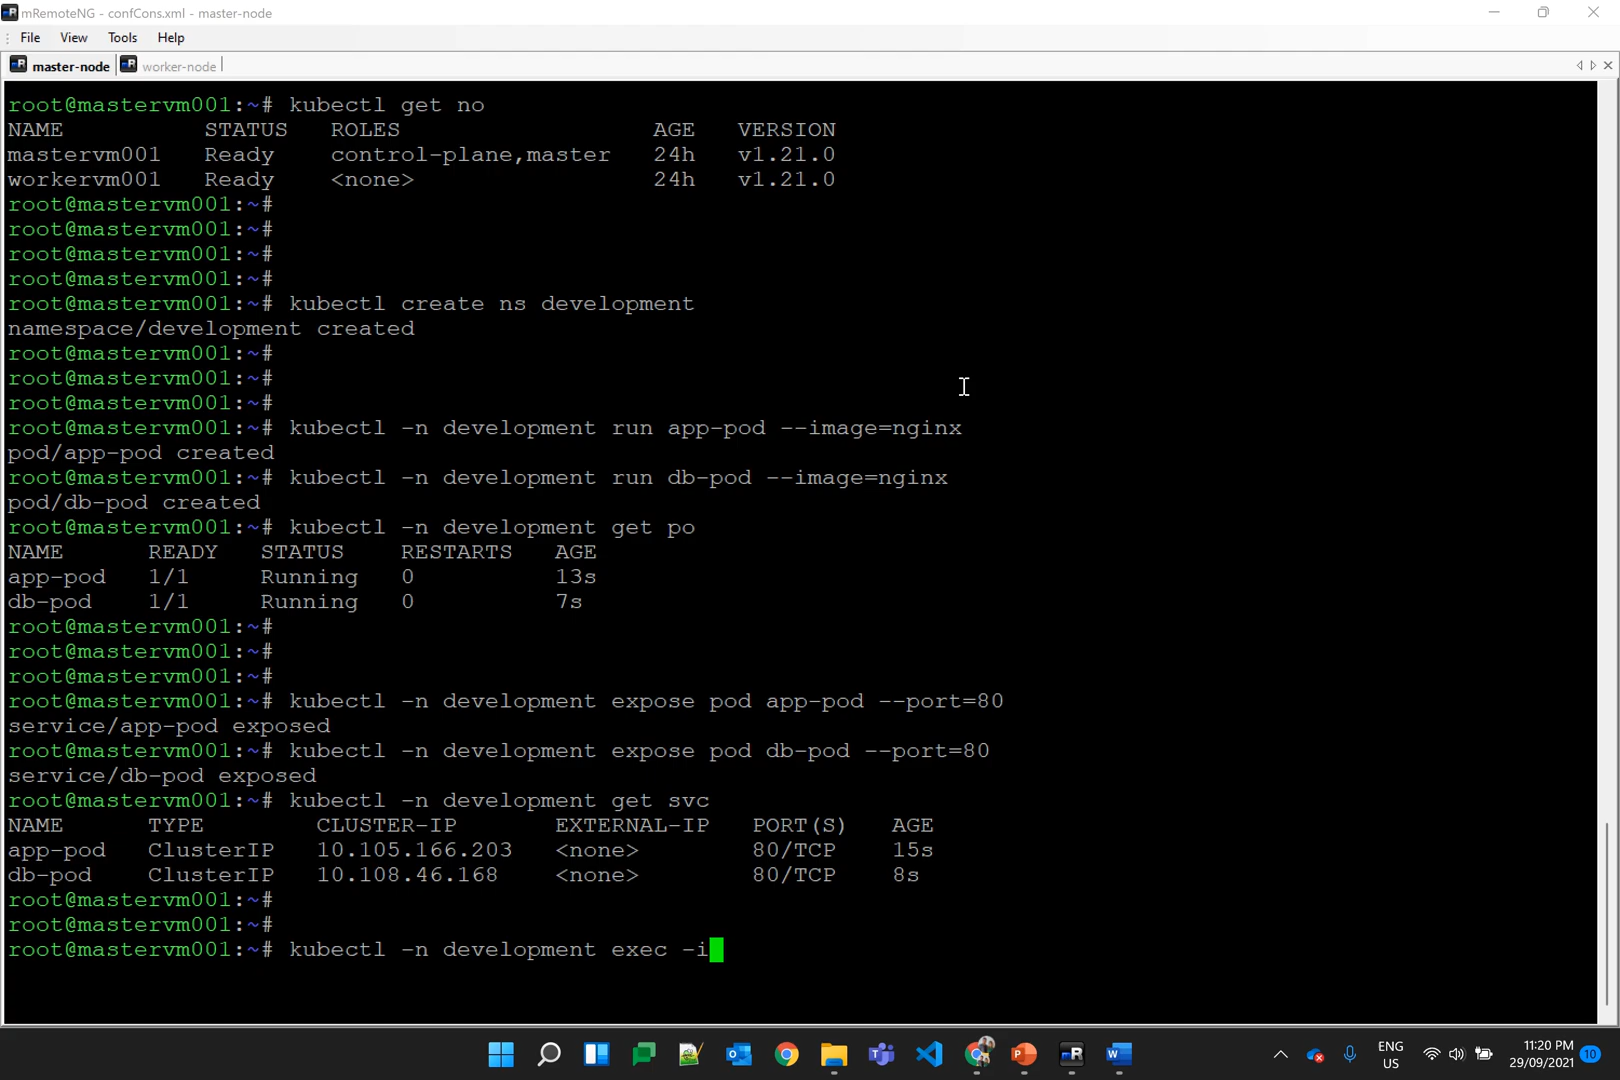 mRemoteNG - confCons.xml - master-node
File View Tools Help
master-node worker-node
root@mastervm001:~# kubectl get no
NAME STATUS ROLES AGE VERSION
mastervm001 Ready control-plane,master 24h v1.21.0
workervm001 Ready <none> 24h v1.21.0
root@mastervm001:~#
root@mastervm001:~#
root@mastervm001:~#
root@mastervm001:~#
root@mastervm001:~# kubectl create ns development
namespace/development created
root@mastervm001:~#
root@mastervm001:~#
root@mastervm001:~#
root@mastervm001:~# kubectl -n development run app-pod --image=nginx
pod/app-pod created
root@mastervm001:~# kubectl -n development run db-pod --image=nginx
pod/db-pod created
root@mastervm001:~# kubectl -n development get po
NAME READY STATUS RESTARTS AGE
app-pod 1/1 Running 0 13s
db-pod 1/1 Running 0 7s
root@mastervm001:~#
root@mastervm001:~#
root@mastervm001:~#
root@mastervm001:~# kubectl -n development expose pod app-pod --port=80
service/app-pod exposed
root@mastervm001:~# kubectl -n development expose pod db-pod --port=80
service/db-pod exposed
root@mastervm001:~# kubectl -n development get svc
NAME TYPE CLUSTER-IP EXTERNAL-IP PORT(S) AGE
app-pod ClusterIP 10.105.166.203 <none> 80/TCP 15s
db-pod ClusterIP 10.108.46.168 <none> 80/TCP 8s
root@mastervm001:~#
root@mastervm001:~#
root@mastervm001:~# kubectl -n development exec -i
ENG
US
11:20 PM
29/09/2021
10